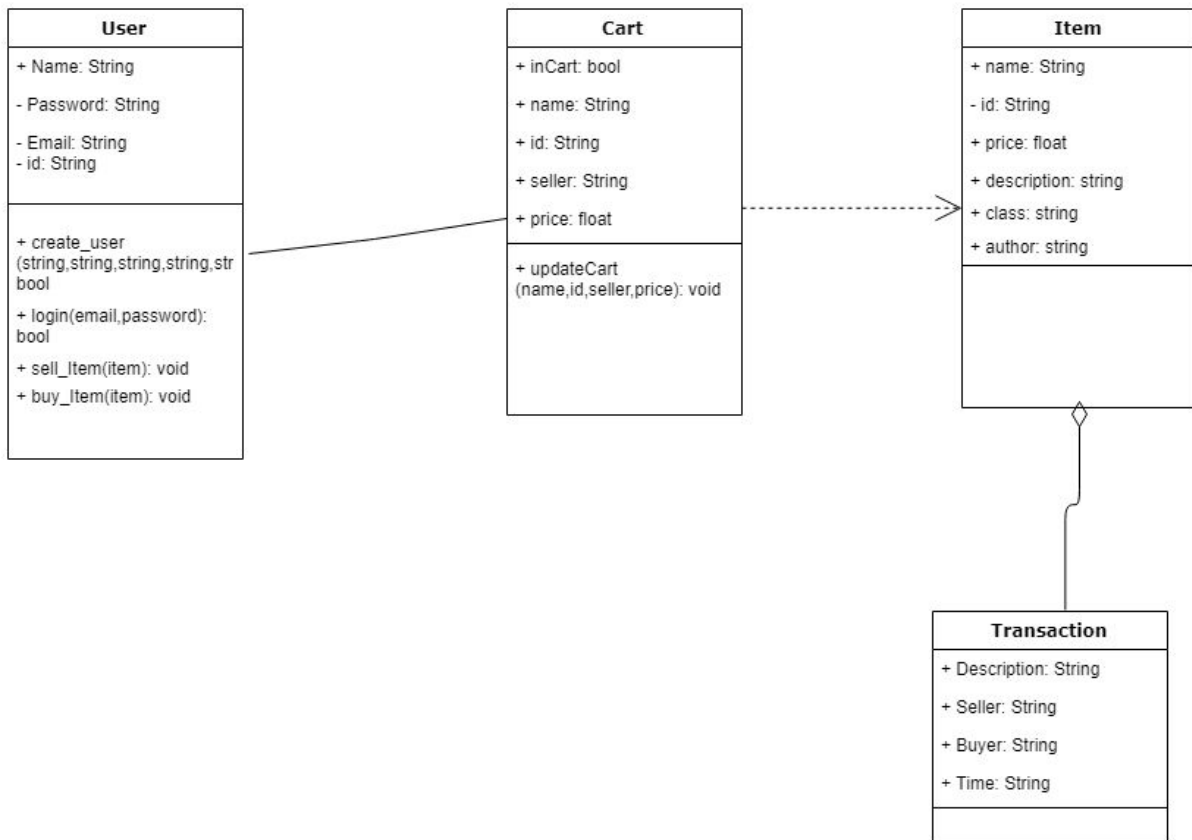 User
+ Name: String
- Password: String
- Email: String
- id: String
+ create_user
(string,string,string,string,str
bool
+ login(email,password):
bool
+ sell_Item(item): void
+ buy_Item(item): void
Cart
+ inCart: bool
+ name: String
+ id: String
+ seller: String
+ price: float
+ updateCart
(name,id,seller,price): void
Item
+ name: String
- id: String
+ price: float
+ description: string
+ class: string
+ author: string
Transaction
+ Description: String
+ Seller: String
+ Buyer: String
+ Time: String